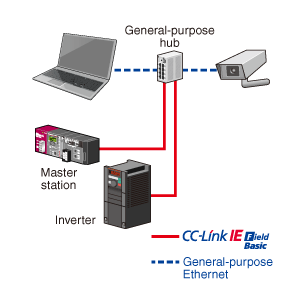 General-purpose
hub
Master
station
Inverter
CC-Link IE Field
Basic
General-purpose
Ethernet